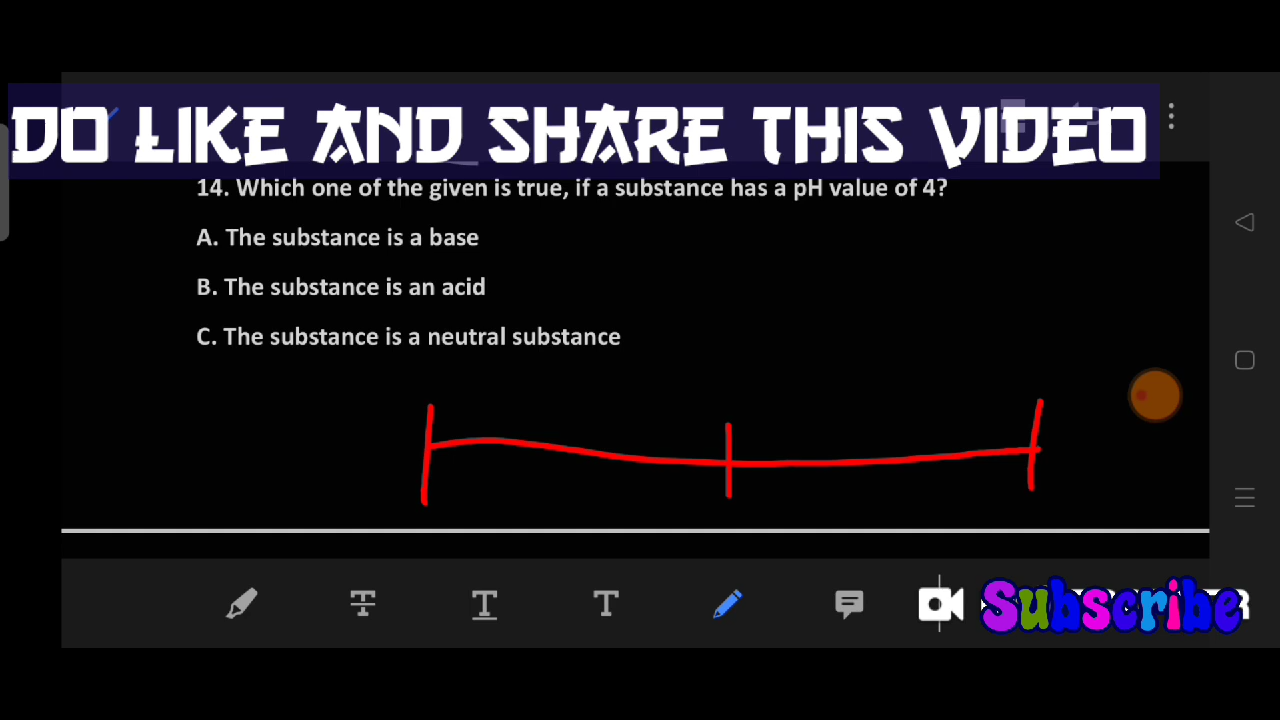 DO LIKE AND SHARE THIS VIDEO
14. Which one of the given is true, if a substance has a pH value of 4?
A. The substance is a base
B. The substance is an acid
C. The substance is a neutral substance
Subscribe